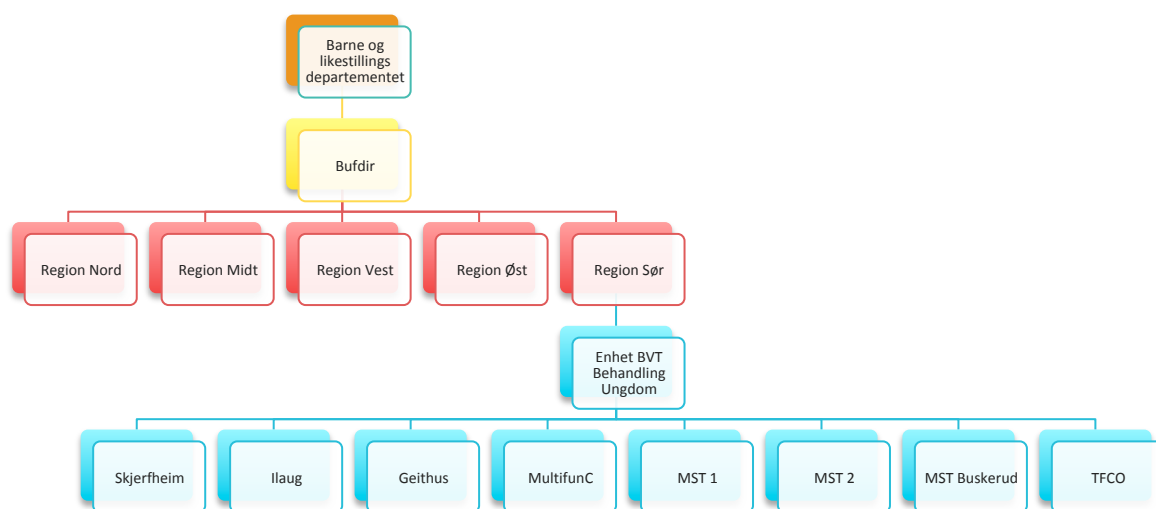 Barne og
likestillings
departementet
Bufdir
Region Nord
Region Midt
Region Vest
Region Øst
Region Sør
Enhet BVT
Behandling
Ungdom
Skjerfheim
Ilaug
Geithus
MultifunC
MST 1
MST 2
MST Buskerud
TFCO